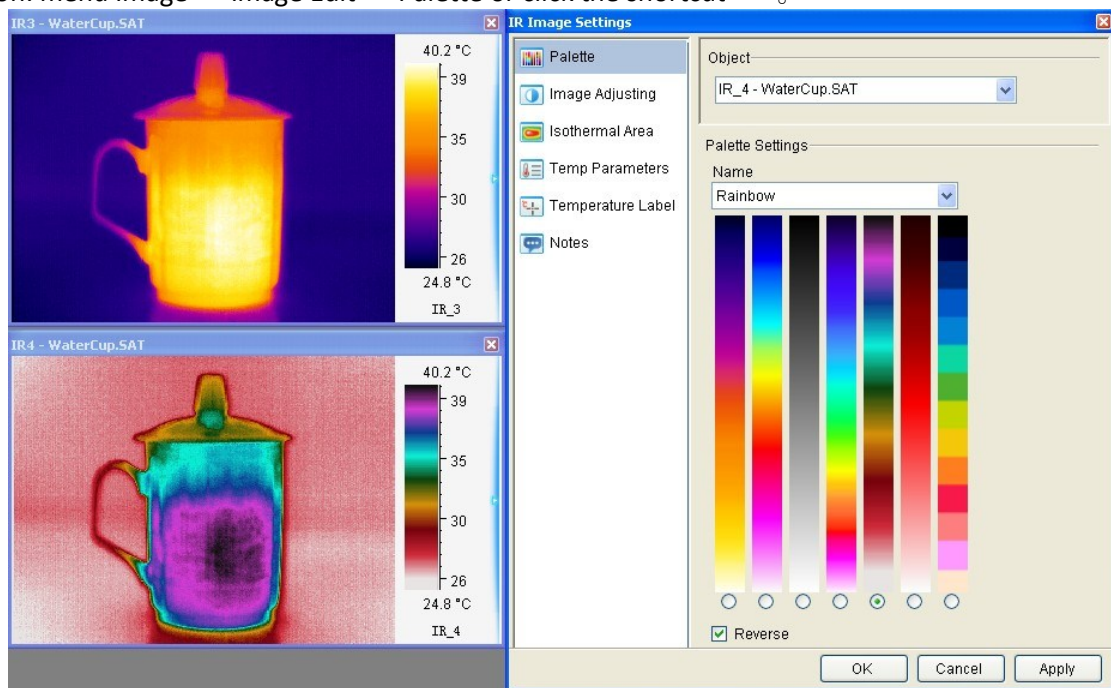 IR3 - WaterCup.SAT
40.2 °C
39
35
30
26
24.8 °C
IR_3
IR4 - WaterCup.SAT
40.2 °C
39
35
30
26
24.8 °C
IR_4
IR Image Settings
Palette
Image Adjusting
Isothermal Area
Temp Parameters
Temperature Label
Notes
Object
IR_4 - WaterCup.SAT
Palette Settings
Name
Rainbow
Reverse
OK Cancel Apply